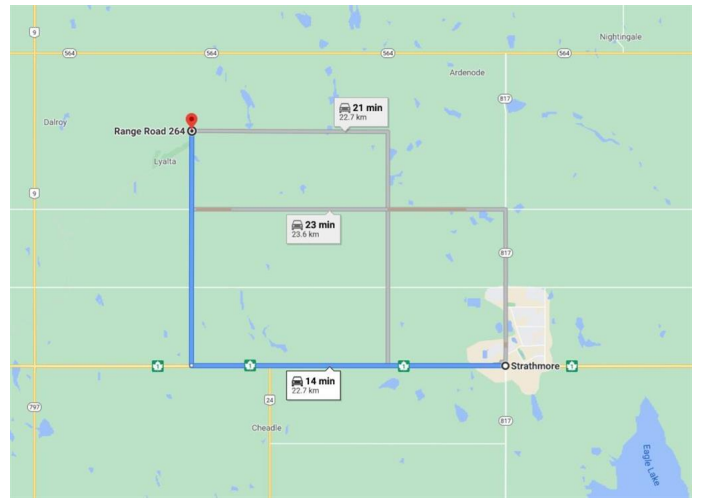 Nightingale
9
564
564
564
564
Ardenode
817
21 min
22.7 km
Dalroy
Range Road 264
Lyalta
9
23 min
23.6 km
817
1
1
1
Strathmore
1
14 min
22.7 km
797
24
Cheadle
817
Eagle Lake